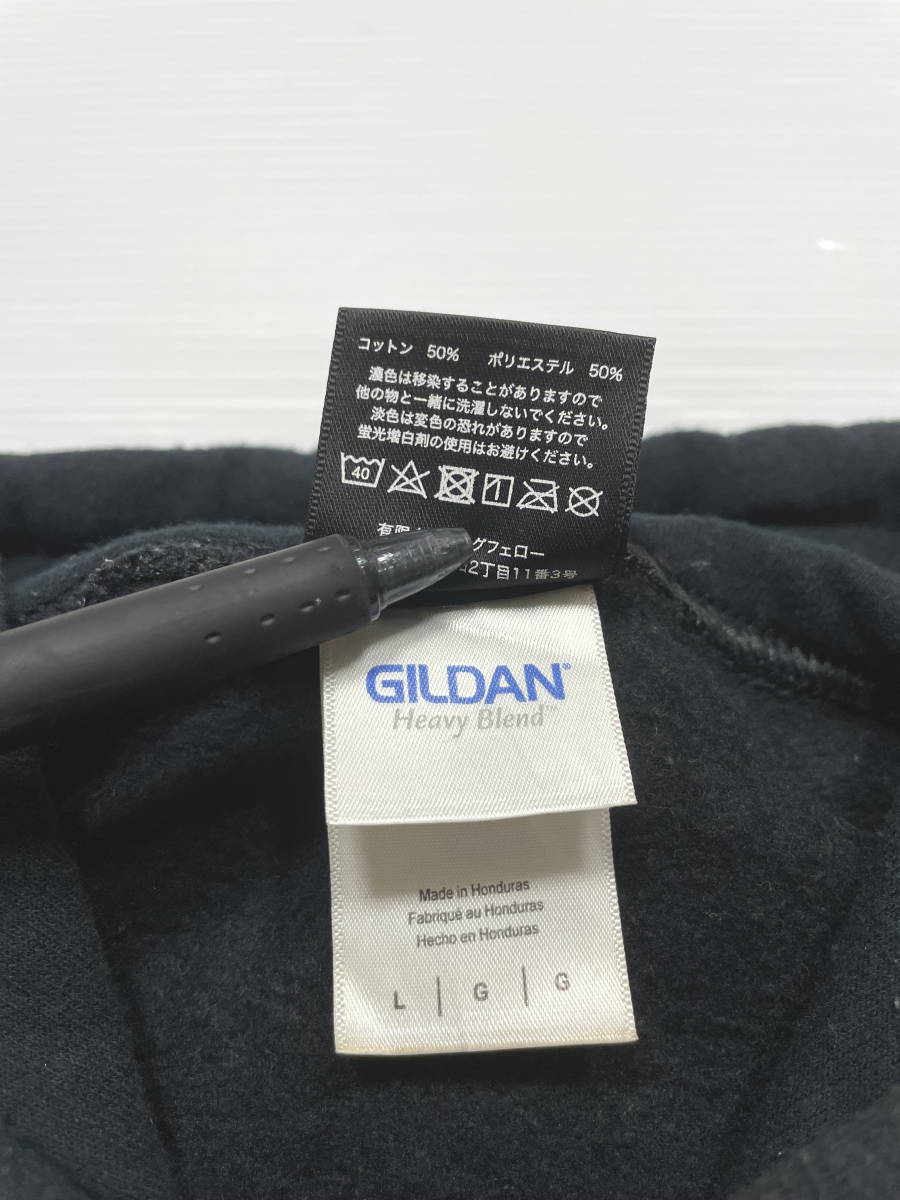 コットン 50% ポリエステル 50%
濃色は移染することがありますので
他の物と一緒に洗濯しないでください。
淡色は変色の恐れがありますので
蛍光増白剤の使用はお避けください。
40
有限
グフェロー
2丁目11番3号
GILDAN®
Heavy Blend™
Made in Honduras
Fabriqué au Honduras
Hecho en Honduras
L | G | G